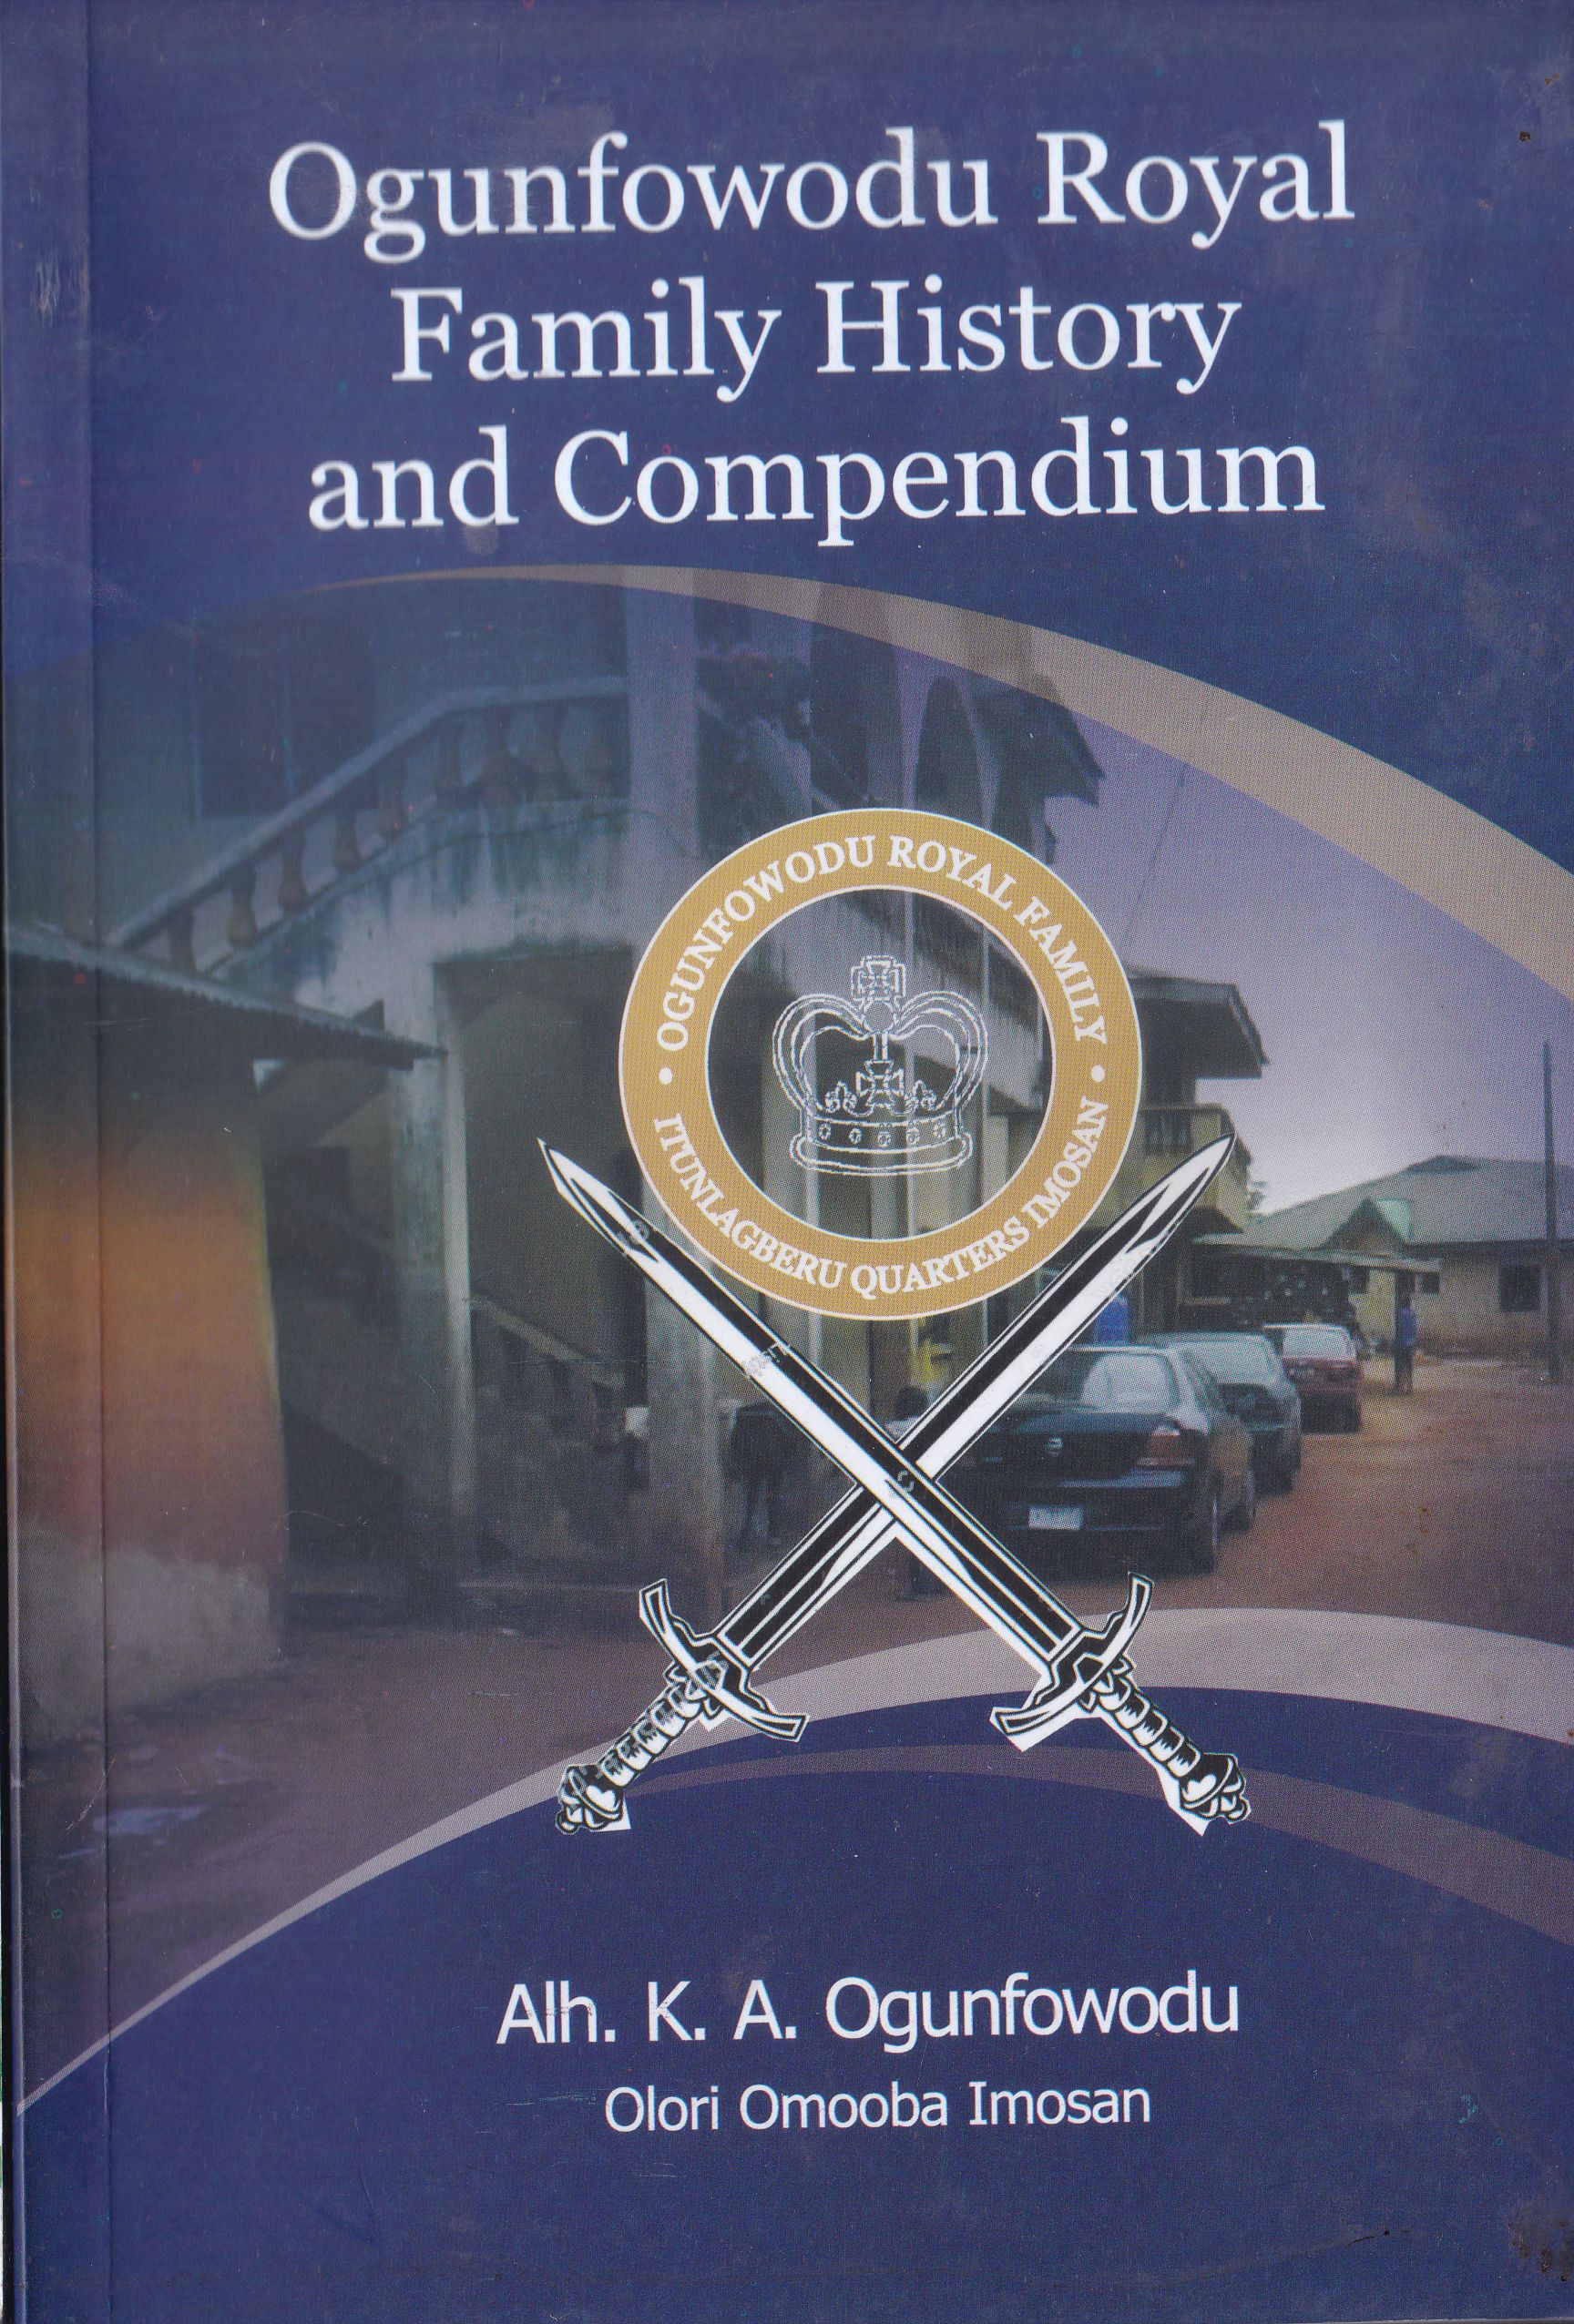 Ogunfowodu Royal
Family History
and Compendium
OGUNFOWODU ROYAL FAMILY
ITUNLAGBERU QUARTERS IMOSAN
Alh. K. A. Ogunfowodu
Olori Omooba Imosan